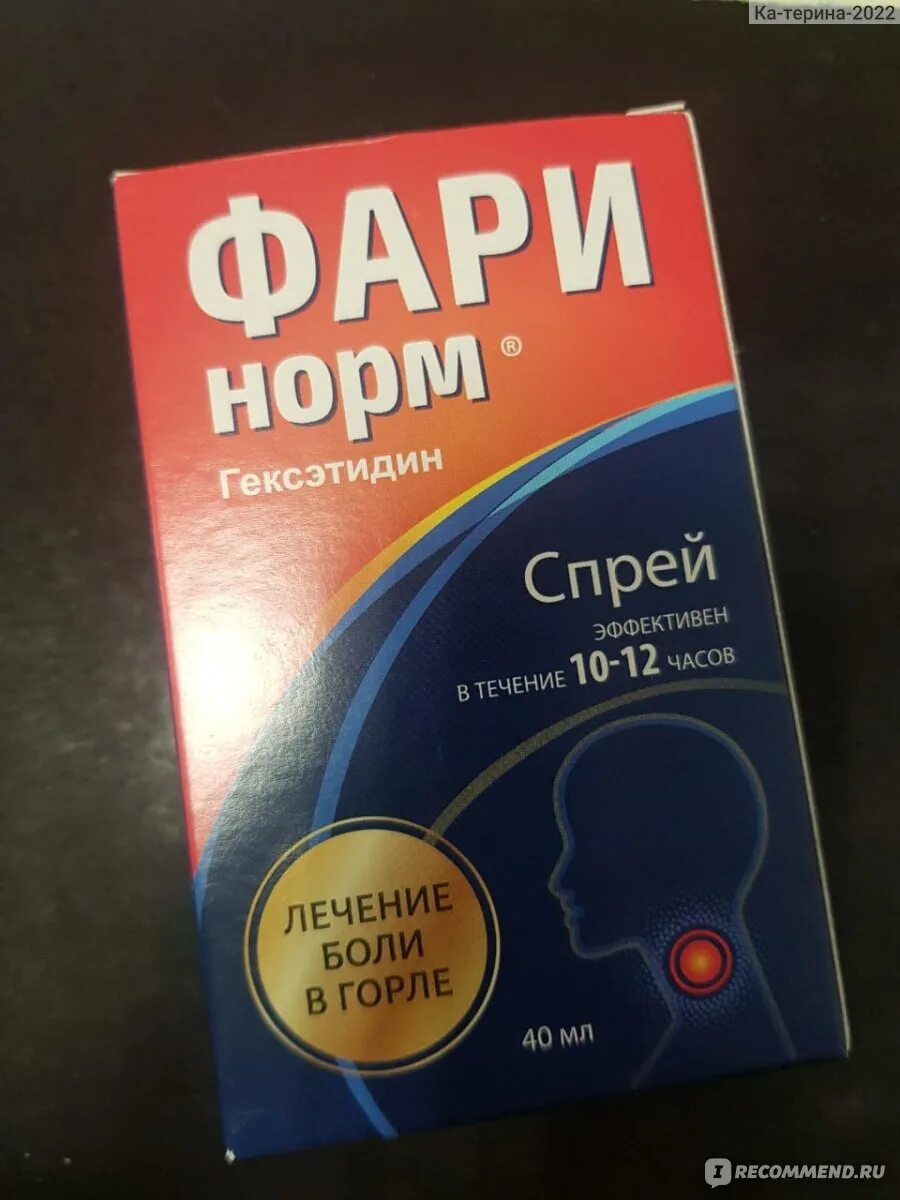 Ка-терина-2022
ФАРИ
норм®
Гексэтидин
Спрей
ЭФФЕКТИВЕН
В ТЕЧЕНИЕ 10-12 ЧАСОВ
ЛЕЧЕНИЕ
БОЛИ
В ГОРЛЕ
40 мл
I RECOMMEND.RU